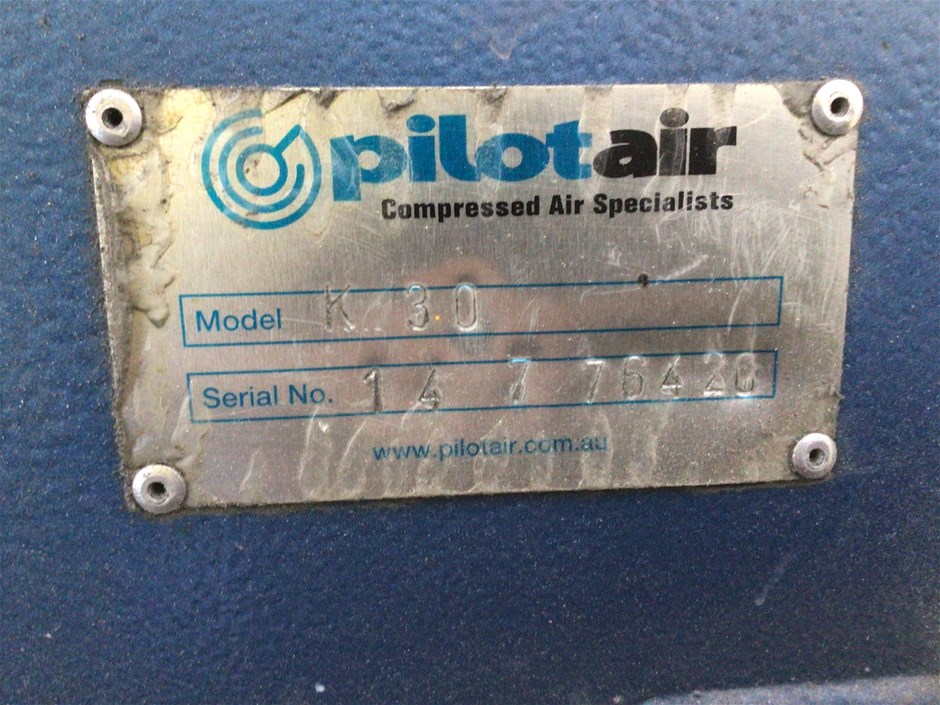 pilotair
Compressed Air Specialists
Model K 30
Serial No. 14 7 76420
www.pilotair.com.au